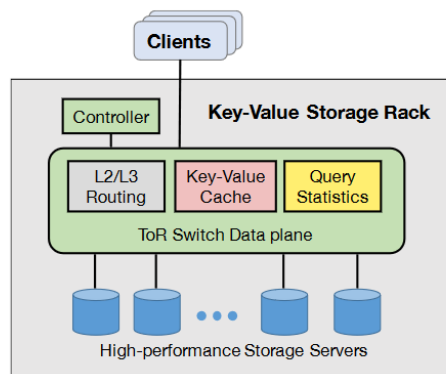 Clients
Key-Value Storage Rack
Controller
L2/L3
Routing
Key-Value
Cache
Query
Statistics
ToR Switch Data plane
High-performance Storage Servers